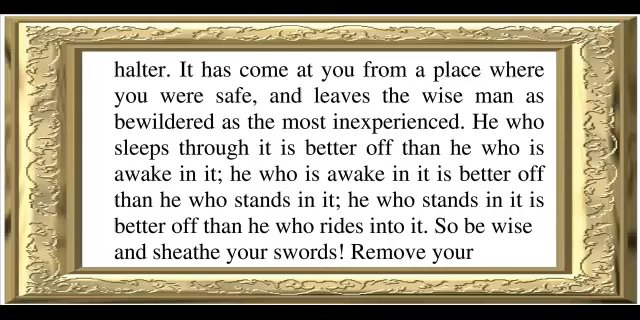 halter. It has come at you from a place where
you were safe, and leaves the wise man as
bewildered as the most inexperienced. He who
sleeps through it is better off than he who is
awake in it; he who is awake in it is better off
than he who stands in it; he who stands in it is
better off than he who rides into it. So be wise
and sheathe your swords! Remove your